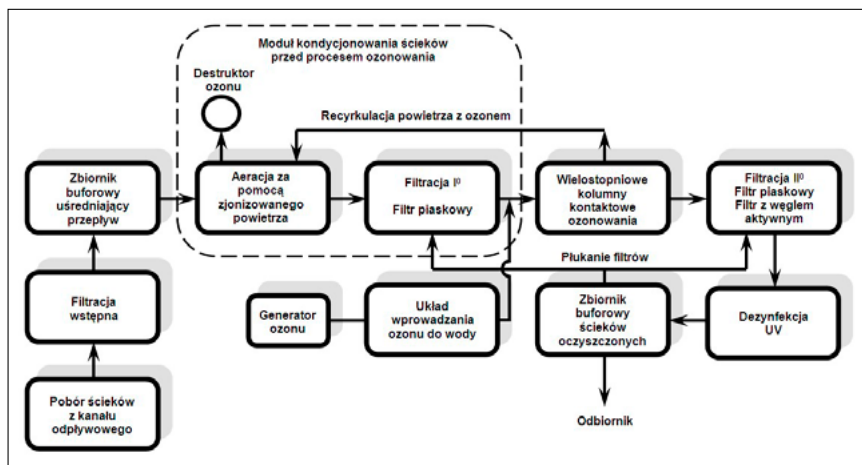 Moduł kondycjonowania ścieków
przed procesem ozonowania
Destruktor
ozonu
Recyrkulacja powietrza z ozonem
Zbiornik
buforowy
uśredniający
przepływ
Aeracja za
pomocą
zjonizowanego
powietrza
Filtracja I⁰
Filtr piaskowy
Wielostopniowe
kolumny
kontaktowe
ozonowania
Filtracja II⁰
Filtr piaskowy
Filtr z węglem
aktywnym
Płukanie filtrów
Filtracja
wstępna
Generator
ozonu
Układ
wprowadzania
ozonu do wody
Zbiornik
buforowy
ścieków
oczyszczonych
Dezynfekcja
UV
Pobór ścieków
z kanału
odpływowego
Odbiornik